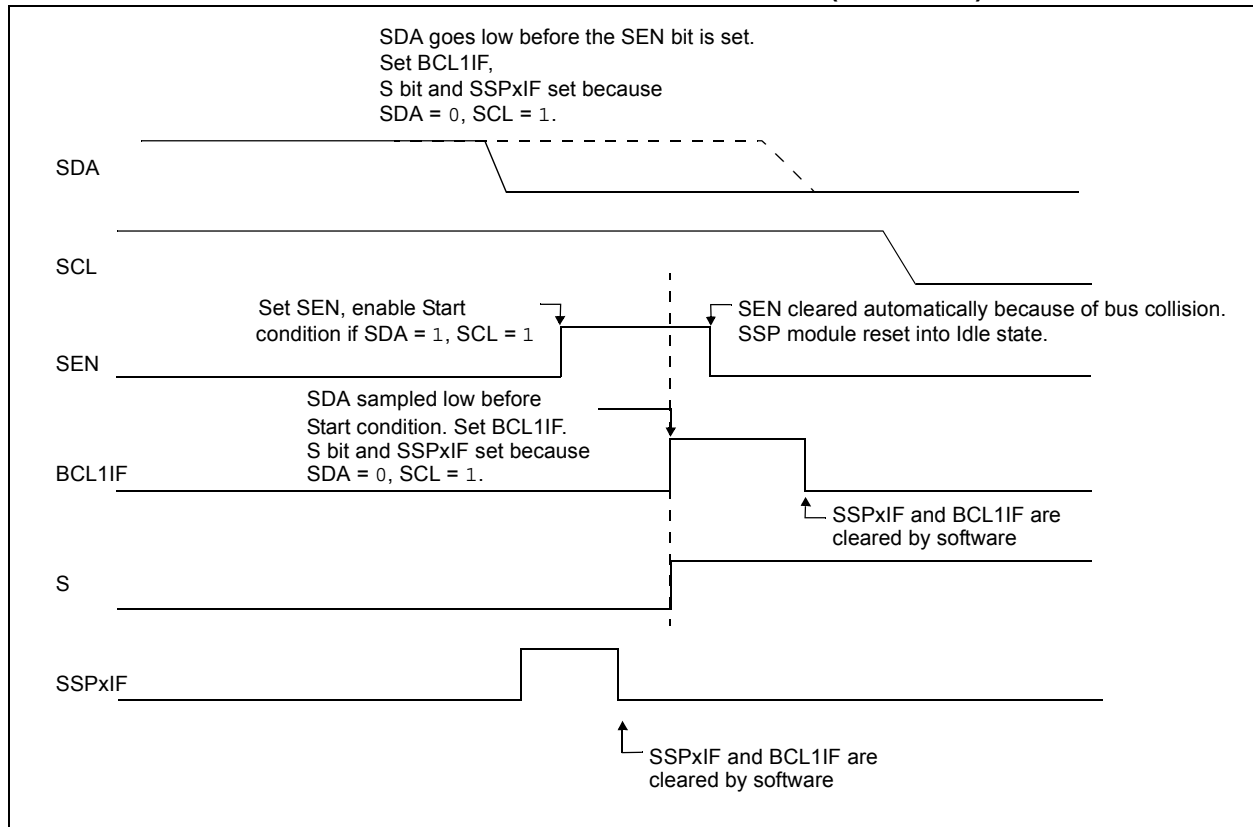 SDA goes low before the SEN bit is set.
Set BCL1IF,
S bit and SSPxIF set because
SDA = 0, SCL = 1.
SDA
SCL
Set SEN, enable Start
condition if SDA = 1, SCL = 1
SEN cleared automatically because of bus collision.
SSP module reset into Idle state.
SEN
SDA sampled low before
Start condition. Set BCL1IF.
S bit and SSPxIF set because
SDA = 0, SCL = 1.
BCL1IF
SSPxIF and BCL1IF are
cleared by software
S
SSPxIF
SSPxIF and BCL1IF are
cleared by software